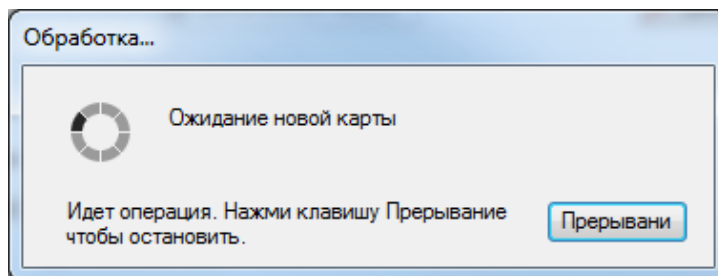 Обработка...
Ожидание новой карты
Идет операция. Нажми клавишу Прерывание
чтобы остановить.
Прерывани